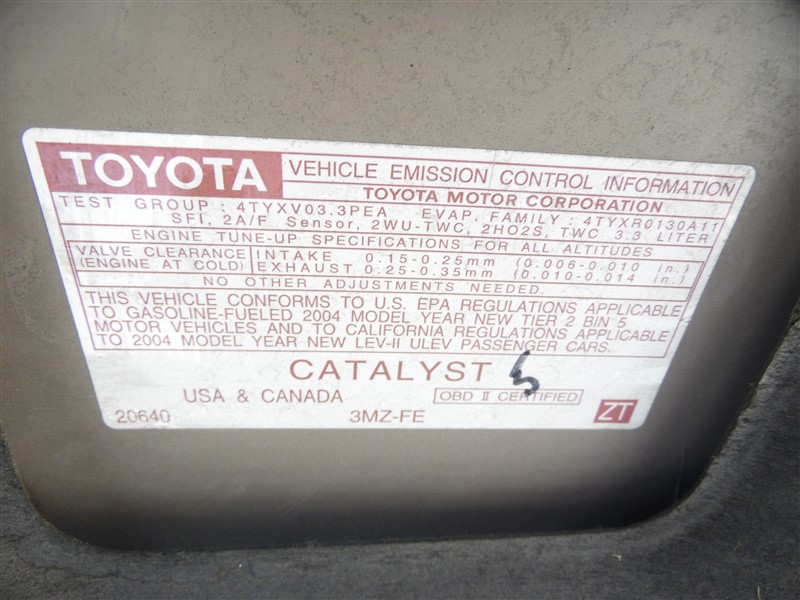 TOYOTA VEHICLE EMISSION CONTROL INFORMATION
TOYOTA MOTOR CORPORATION
TEST GROUP : 4TYXV03.3PEA EVAP. FAMILY : 4TYXR0130A11
SFI, 2A/F Sensor, 2WU-TWC, 2HO2S, TWC 3.3 LITER
ENGINE TUNE-UP SPECIFICATIONS FOR ALL ALTITUDES
VALVE CLEARANCE INTAKE 0.15-0.25mm (0.006-0.010 in.)
(ENGINE AT COLD) EXHAUST 0.25-0.35mm (0.010-0.014 in.)
NO OTHER ADJUSTMENTS NEEDED.
THIS VEHICLE CONFORMS TO U.S. EPA REGULATIONS APPLICABLE
TO GASOLINE-FUELED 2004 MODEL YEAR NEW TIER 2 BIN 5
MOTOR VEHICLES AND TO CALIFORNIA REGULATIONS APPLICABLE
TO 2004 MODEL YEAR NEW LEV-II ULEV PASSENGER CARS.
CATALYST 5
USA & CANADA OBD II CERTIFIED
20640 3MZ-FE ZT